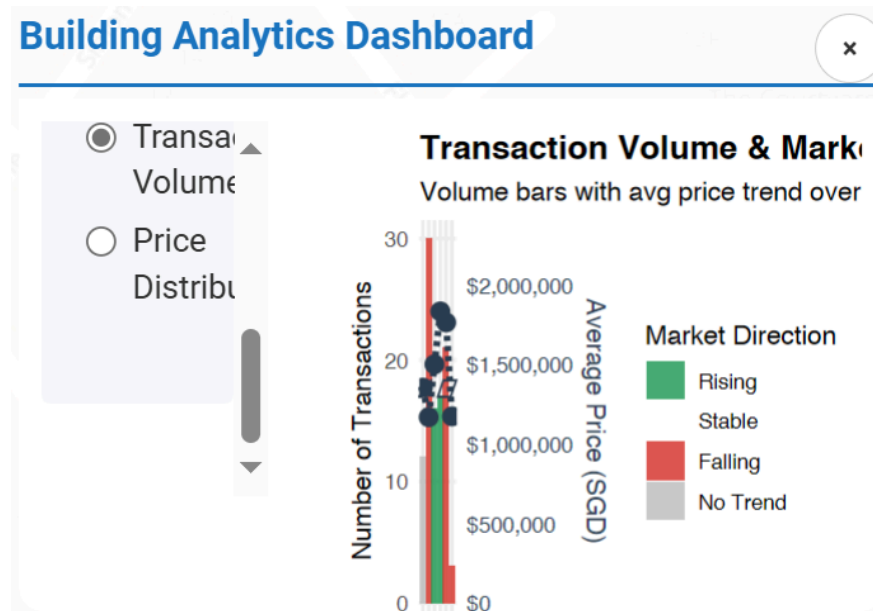 Building Analytics Dashboard
×
Transac
Volume
Price
Distribu
Transaction Volume & Mark
Volume bars with avg price trend over
Number of Transactions
30
20
10
0
$2,000,000
$1,500,000
$1,000,000
$500,000
$0
Average Price (SGD)
Market Direction
Rising
Stable
Falling
No Trend